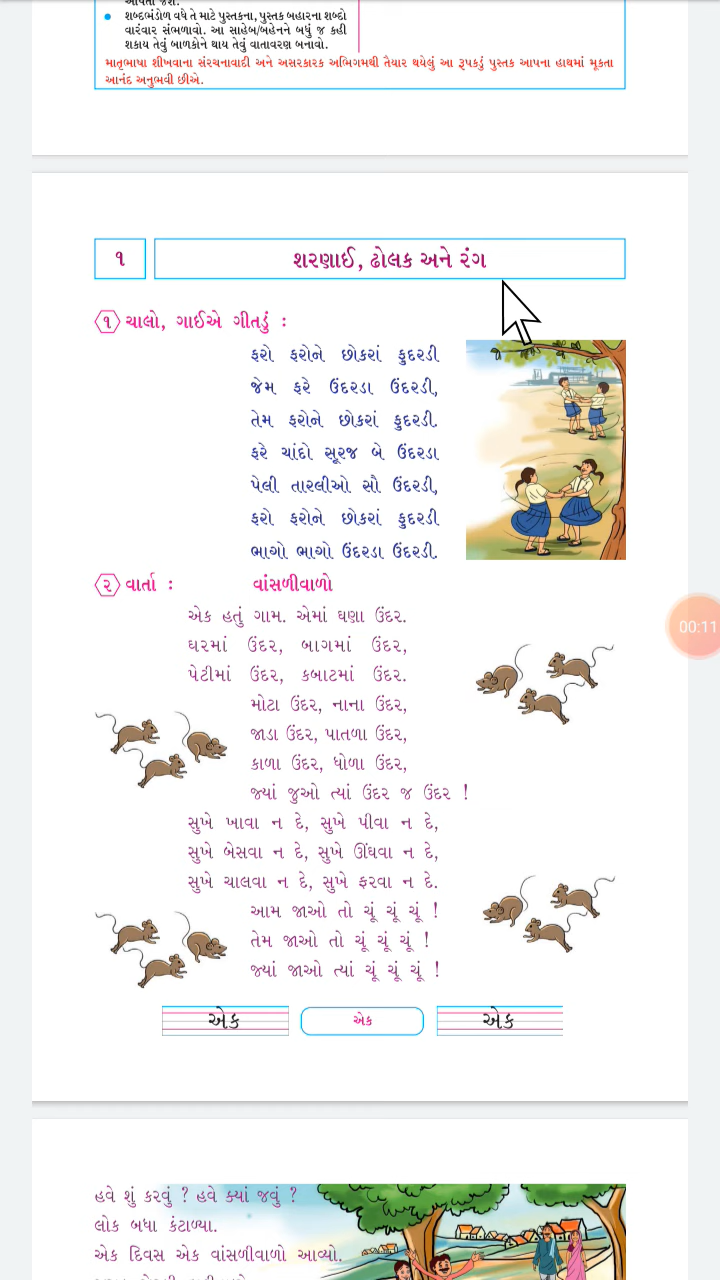 શબ્દભંડોળ વધે તે માટે પુસ્તકના, પુસ્તક બહારના શબ્દો
વારંવાર સંભળાવો. આ સાહેબ/બહેનને બધું જ કહી
શકાય તેવું બાળકોને થાય તેવું વાતાવરણ બનાવો.
માતૃભાષા શીખવાના સંરચનાવાદી અને અસરકારક અભિગમથી તૈયાર થયેલું આ રૂપકડું પુસ્તક આપના હાથમાં મૂકતા
આનંદ અનુભવી છીએ.
૧ શરણાઈ, ઢોલક અને રંગ
૧ ચાલો, ગાઈએ ગીતડું :
ફરો ફરોને છોકરાં ફુદરડી
જેમ ફરે ઉંદરડા ઉંદરડી,
તેમ ફરોને છોકરાં ફુદરડી.
ફરે ચાંદો સૂરજ બે ઉંદરડા
પેલી તારલીઓ સૌ ઉંદરડી,
ફરો ફરોને છોકરાં ફુદરડી
ભાગો ભાગો ઉંદરડા ઉંદરડી.
૨ વાર્તા : વાંસળીવાળો
એક હતું ગામ. એમાં ઘણા ઉંદર.
ઘરમાં ઉંદર, બાગમાં ઉંદર,
પેટીમાં ઉંદર, કબાટમાં ઉંદર.
મોટા ઉંદર, નાના ઉંદર,
જાડા ઉંદર, પાતળા ઉંદર,
કાળા ઉંદર, ધોળા ઉંદર,
જ્યાં જુઓ ત્યાં ઉંદર જ ઉંદર !
સુખે ખાવા ન દે, સુખે પીવા ન દે,
સુખે બેસવા ન દે, સુખે ઊંઘવા ન દે,
સુખે ચાલવા ન દે, સુખે ફરવા ન દે.
આમ જાઓ તો ચૂં ચૂં ચૂં !
તેમ જાઓ તો ચૂં ચૂં ચૂં !
જ્યાં જાઓ ત્યાં ચૂં ચૂં ચૂં !
એક એક એક
હવે શું કરવું ? હવે ક્યાં જવું ?
લોક બધા કંટાળ્યા.
એક દિવસ એક વાંસળીવાળો આવ્યો.
00:11